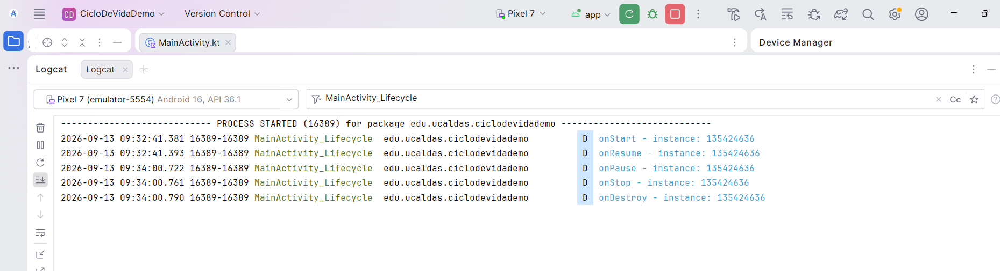 CD CicloDeVidaDemo Version Control Pixel 7 app
MainActivity.kt Device Manager
Logcat Logcat
Pixel 7 (emulator-5554) Android 16, API 36.1 MainActivity_Lifecycle Cc
---------------------------- PROCESS STARTED (16389) for package edu.ucaldas.ciclodevidademo ----------------------------
2026-09-13 09:32:41.381 16389-16389 MainActivity_Lifecycle edu.ucaldas.ciclodevidademo D onStart - instance: 135424636
2026-09-13 09:32:41.393 16389-16389 MainActivity_Lifecycle edu.ucaldas.ciclodevidademo D onResume - instance: 135424636
2026-09-13 09:34:00.722 16389-16389 MainActivity_Lifecycle edu.ucaldas.ciclodevidademo D onPause - instance: 135424636
2026-09-13 09:34:00.761 16389-16389 MainActivity_Lifecycle edu.ucaldas.ciclodevidademo D onStop - instance: 135424636
2026-09-13 09:34:00.790 16389-16389 MainActivity_Lifecycle edu.ucaldas.ciclodevidademo D onDestroy - instance: 135424636